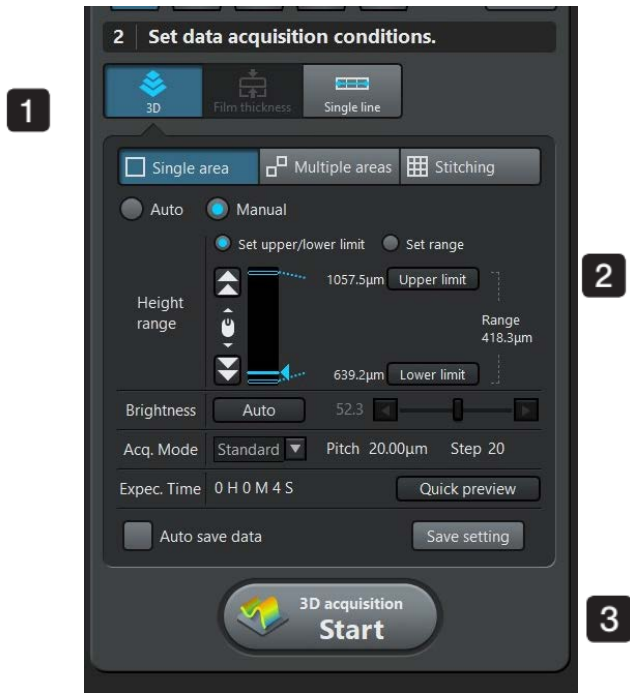 2 Set data acquisition conditions.
1
3D Film thickness Single line
Single area Multiple areas Stitching
Auto Manual
Set upper/lower limit Set range
2
1057.5µm Upper limit
Height range
Range
418.3µm
639.2µm Lower limit
Brightness Auto 52.3
Acq. Mode Standard Pitch 20.00µm Step 20
Expec. Time 0 H 0 M 4 S Quick preview
Auto save data Save setting
3D acquisition
Start
3